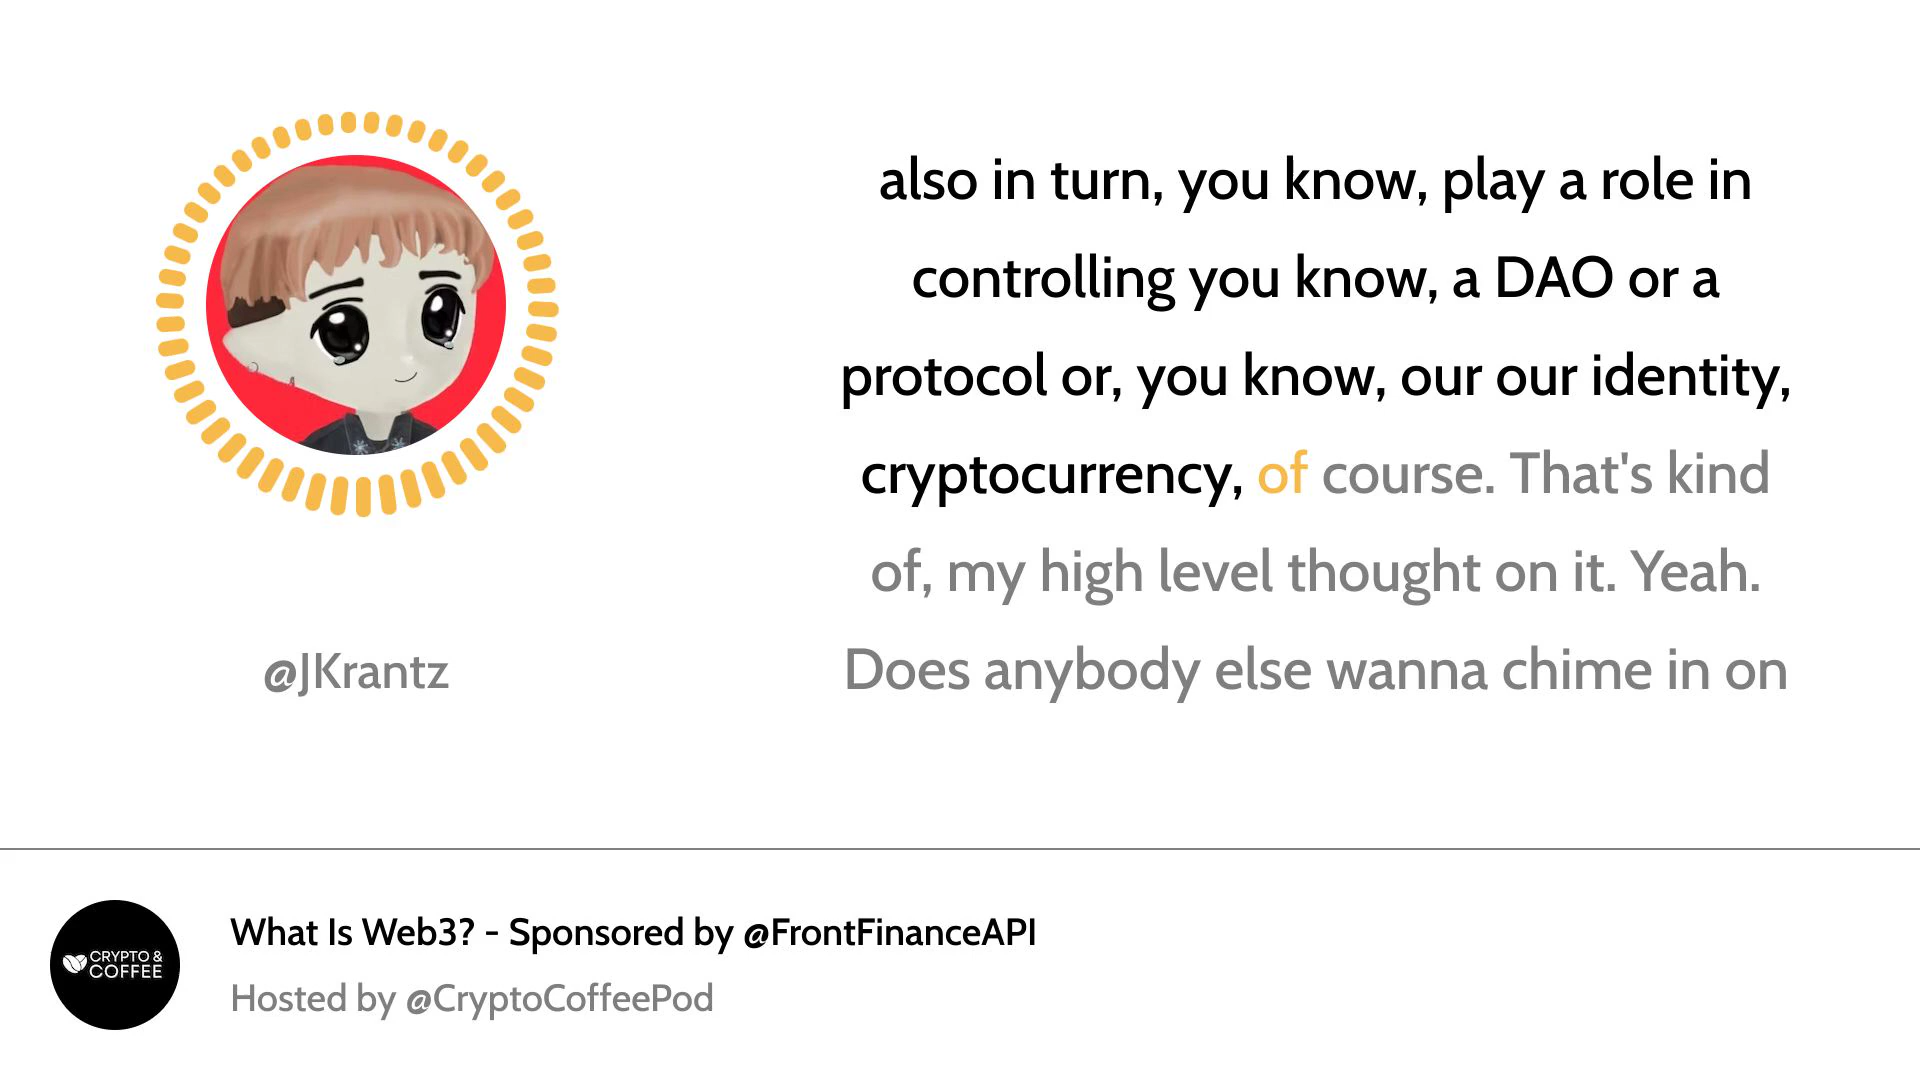 also in turn, you know, play a role in
controlling you know, a DAO or a
protocol or, you know, our our identity,
cryptocurrency, of course. That's kind
of, my high level thought on it. Yeah.
Does anybody else wanna chime in on
@JKrantz
CRYPTO &
COFFEE
What Is Web3? - Sponsored by @FrontFinanceAPI
Hosted by @CryptoCoffeePod